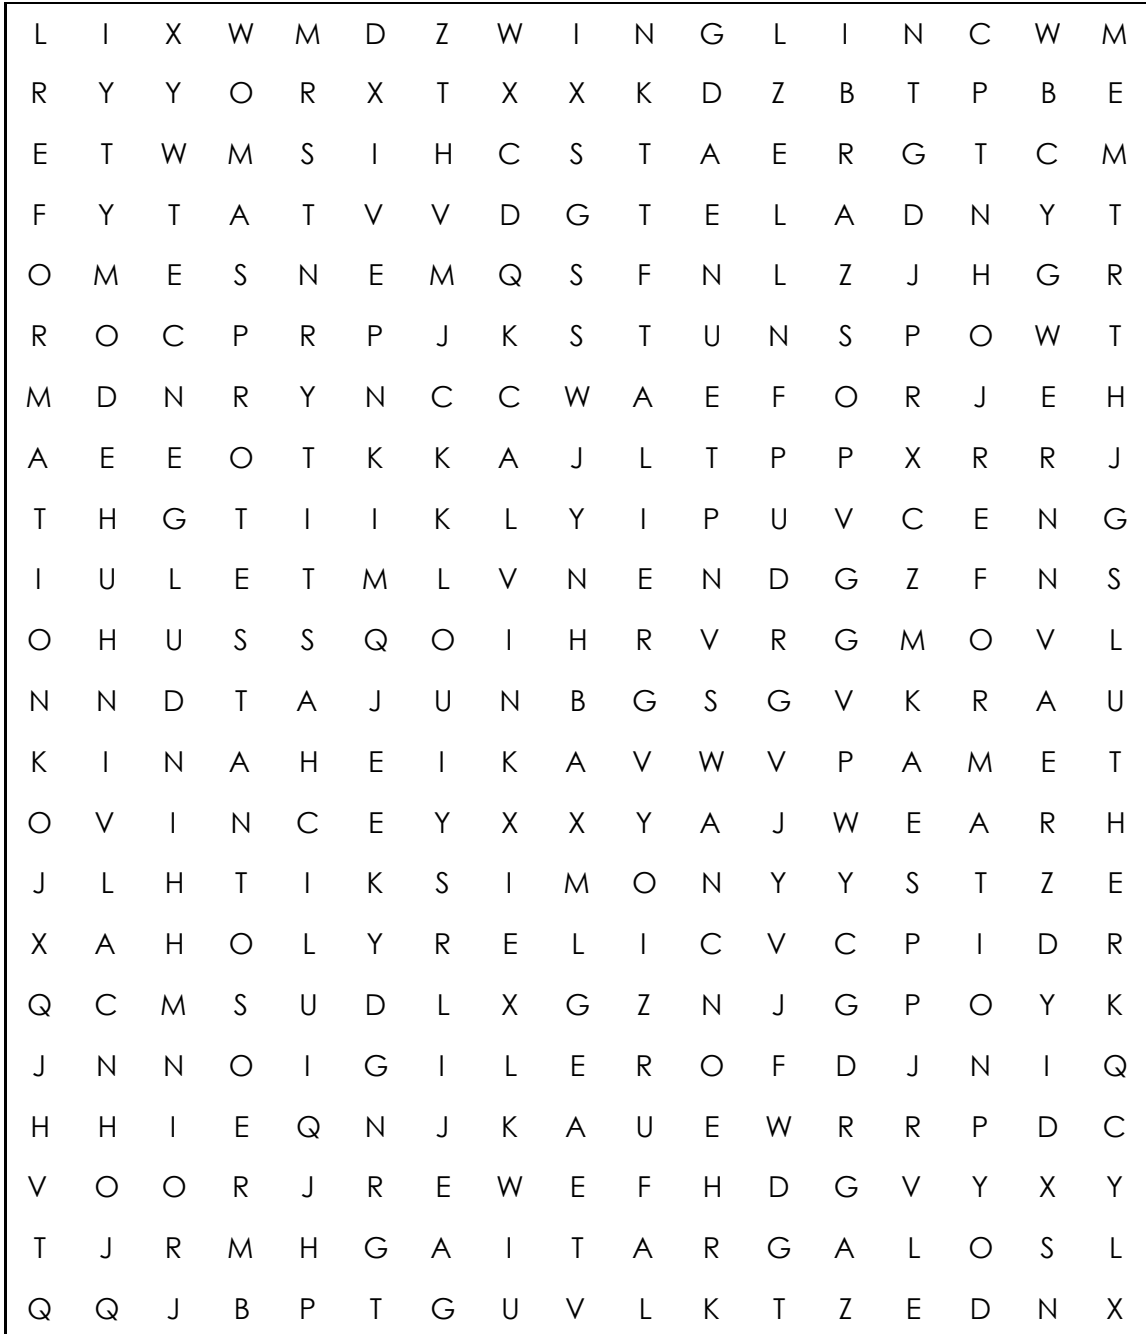 L I X W M D Z W I N G L I N C W M
R Y Y O R X T X X K D Z B T P B E
E T W M S I H C S T A E R G T C M
F Y T A T V V D G T E L A D N Y T
O M E S N E M Q S F N L Z J H G R
R O C P R P J K S T U N S P O W T
M D N R Y N C C W A E F O R J E H
A E E O T K K A J L T P P X R R J
T H G T I I K L Y I P U V C E N G
I U L E T M L V N E N D G Z F N S
O H U S S Q O I H R V R G M O V L
N N D T A J U N B G S G V K R A U
K I N A H E I K A V W V P A M E T
O V I N C E Y X X Y A J W E A R H
J L H T I K S I M O N Y Y S T Z E
X A H O L Y R E L I C V C P I D R
Q C M S U D L X G Z N J G P O Y K
J N N O I G I L E R O F D J N I Q
H H I E Q N J K A U E W R R P D C
V O O R J R E W E F H D G V Y X Y
T J R M H G A I T A R G A L O S L
Q Q J B P T G U V L K T Z E D N X